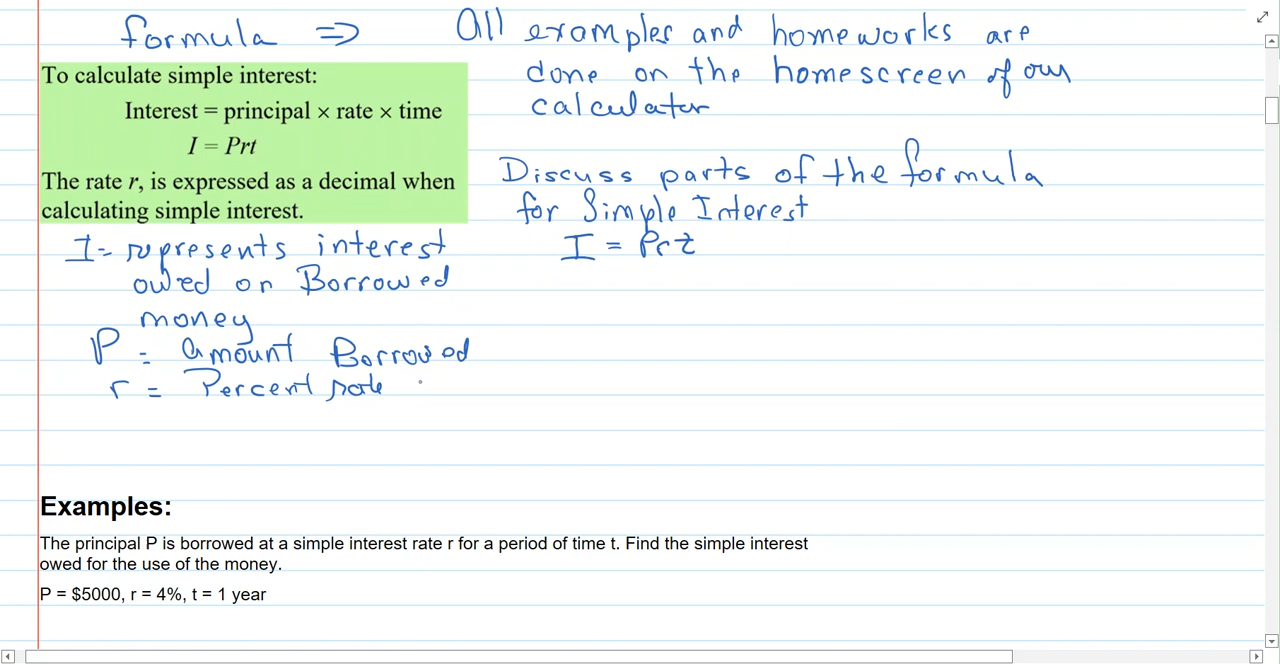 formula ⇒
All examples and homeworks are
done on the homescreen of our
calculator
To calculate simple interest:
Interest = principal × rate × time
I = Prt
The rate r, is expressed as a decimal when
calculating simple interest.
Discuss parts of the formula
for Simple Interest
I = Prt
I = represents interest
owed on Borrowed
money
P = amount Borrowed
r = Percent rate
Examples:
The principal P is borrowed at a simple interest rate r for a period of time t. Find the simple interest
owed for the use of the money.
P = $5000, r = 4%, t = 1 year